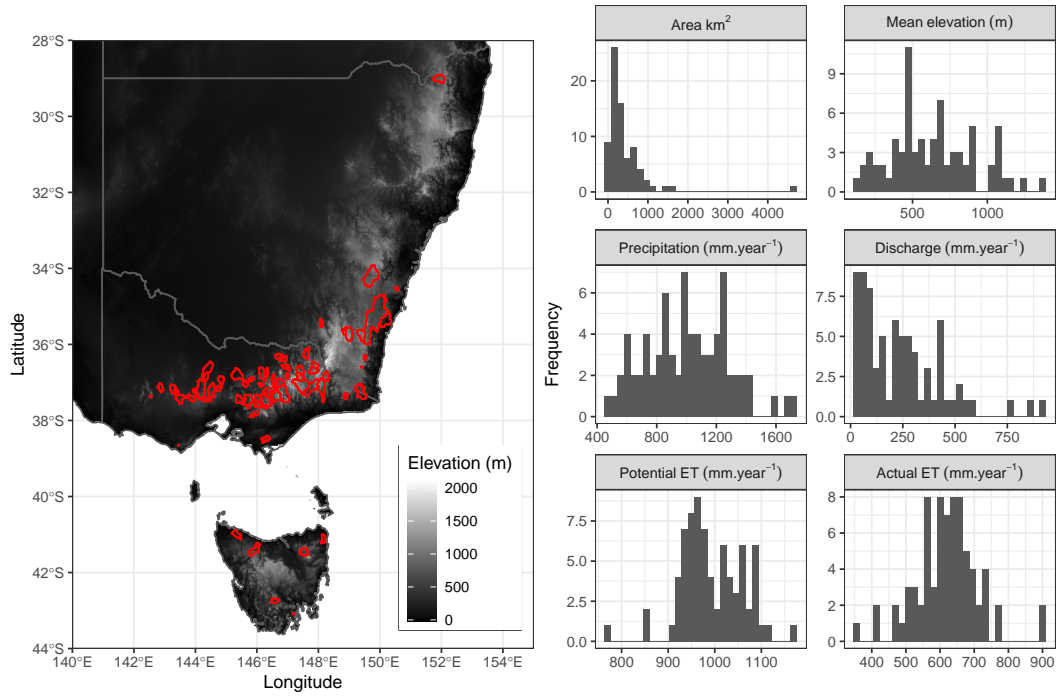 28°S
30°S
32°S
34°S
36°S
38°S
40°S
42°S
44°S
Latitude
140°E 142°E 144°E 146°E 148°E 150°E 152°E 154°E
Longitude
Elevation (m)
2000
1500
1000
500
0
Frequency
Area km²
20
10
0
0 1000 2000 3000 4000
Mean elevation (m)
9
6
3
0
500 1000
Precipitation (mm.year⁻¹)
6
4
2
0
400 800 1200 1600
Discharge (mm.year⁻¹)
7.5
5.0
2.5
0.0
0 250 500 750
Potential ET (mm.year⁻¹)
7.5
5.0
2.5
0.0
800 900 1000 1100
Actual ET (mm.year⁻¹)
8
6
4
2
0
400 500 600 700 800 900